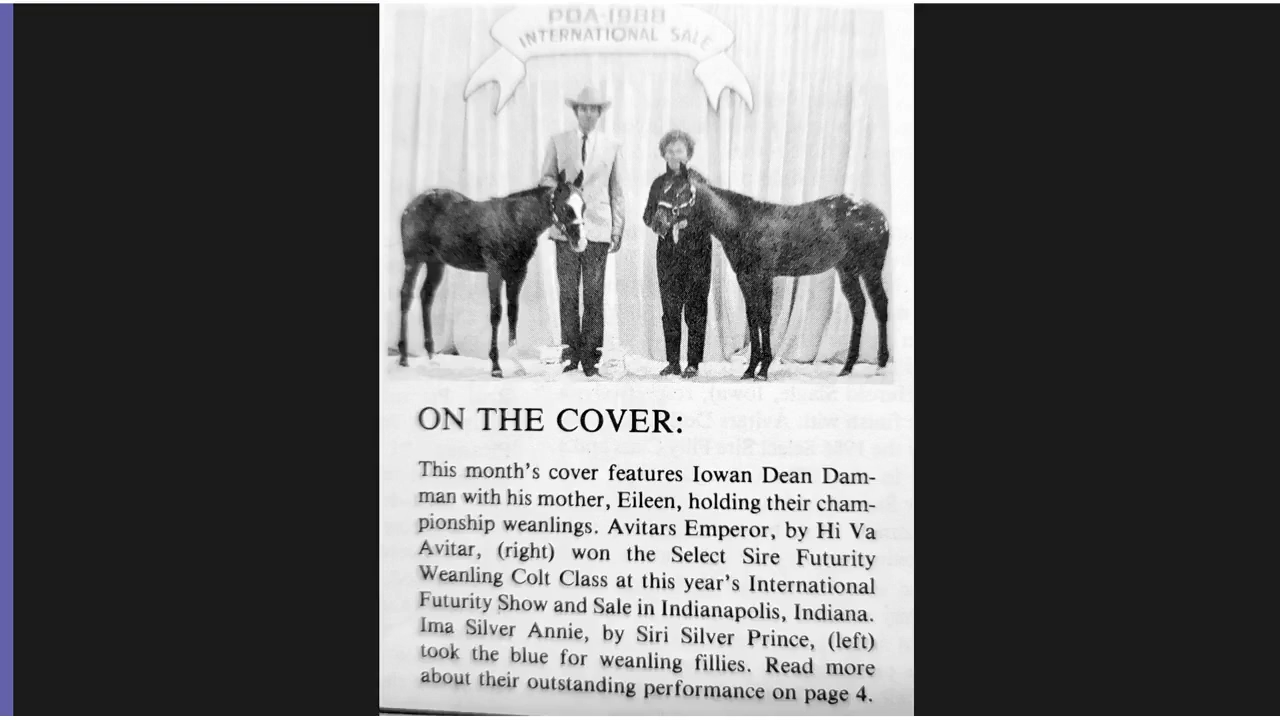 POA-1988
INTERNATIONAL SALE
ON THE COVER:
This month's cover features Iowan Dean Dam-
man with his mother, Eileen, holding their cham-
pionship weanlings. Avitars Emperor, by Hi Va
Avitar, (right) won the Select Sire Futurity
Weanling Colt Class at this year's International
Futurity Show and Sale in Indianapolis, Indiana.
Ima Silver Annie, by Siri Silver Prince, (left)
took the blue for weanling fillies. Read more
about their outstanding performance on page 4.